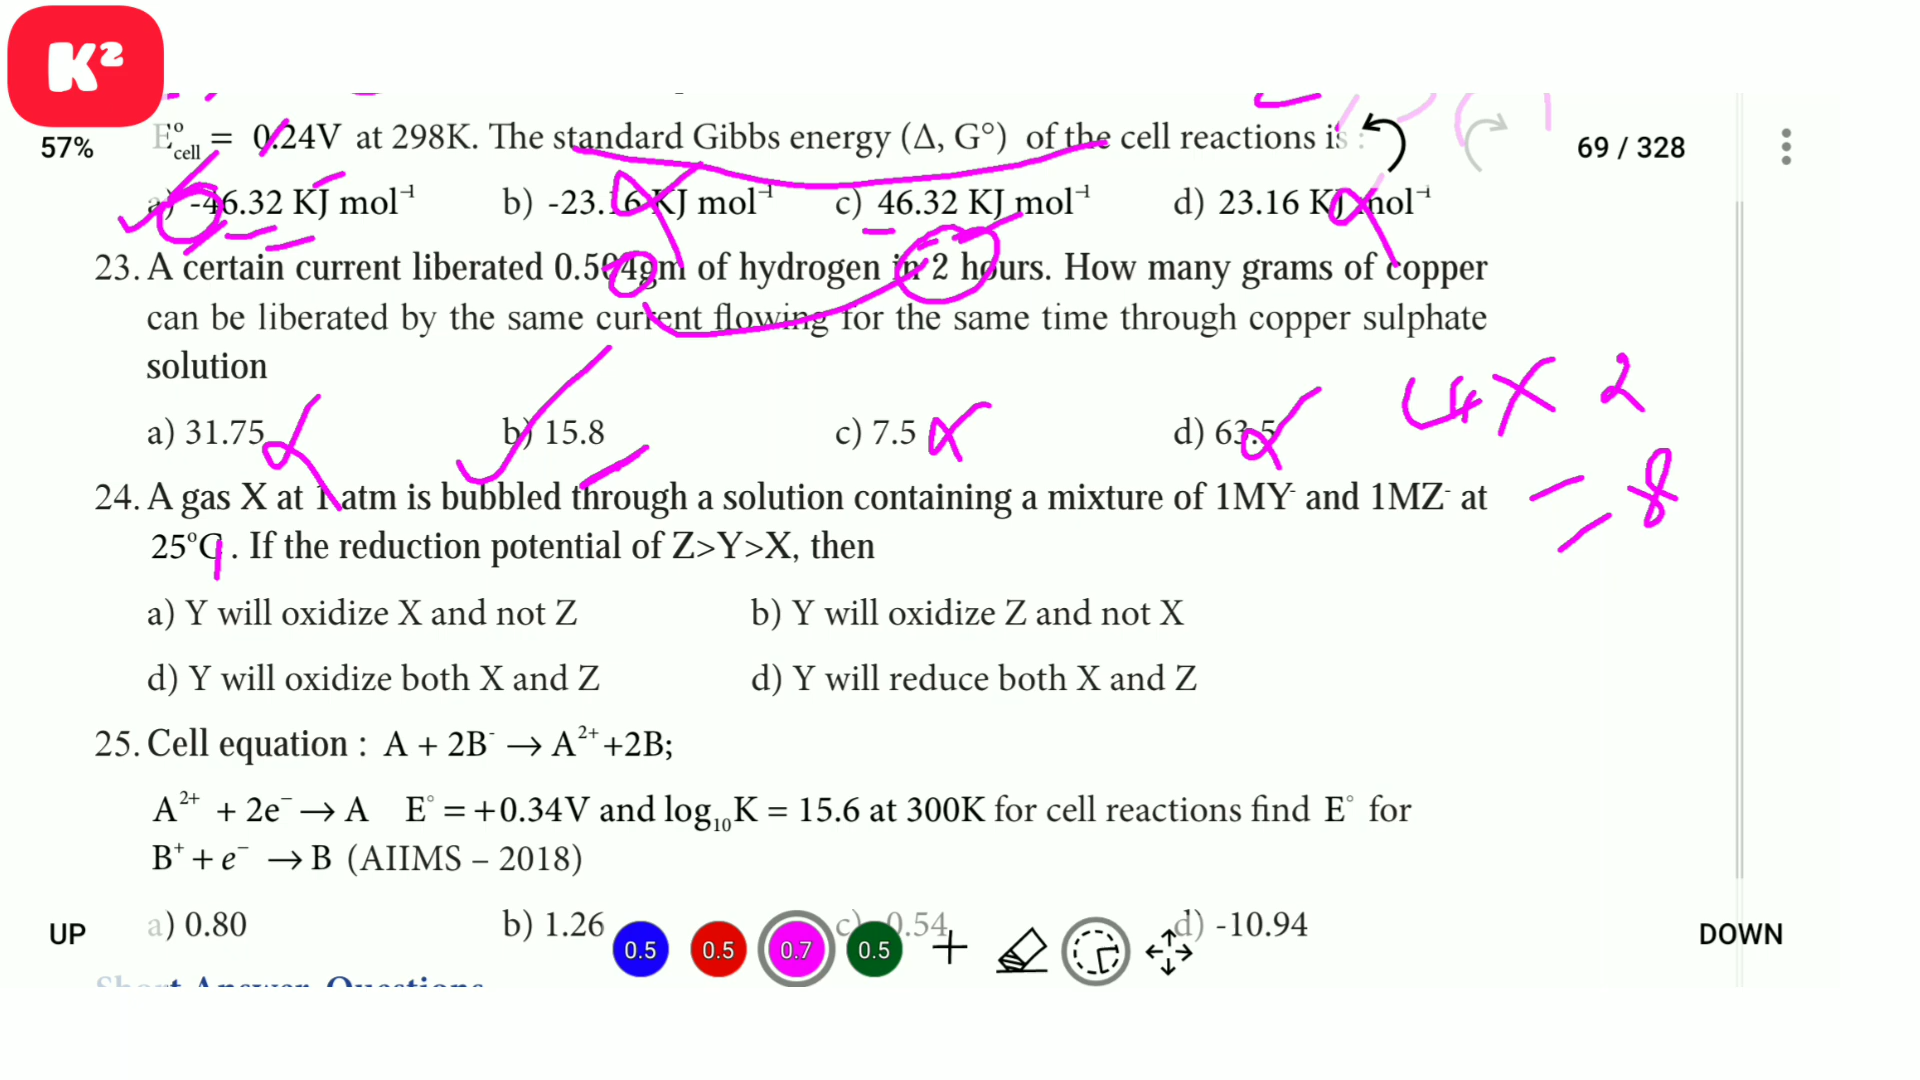 K²
57%
E°cell = 0.24V at 298K. The standard Gibbs energy (Δ, G°) of the cell reactions is :
69 / 328
a) -46.32 KJ mol⁻¹ b) -23.16 KJ mol⁻¹ c) 46.32 KJ mol⁻¹ d) 23.16 KJ mol⁻¹
23. A certain current liberated 0.504gm of hydrogen in 2 hours. How many grams of copper
can be liberated by the same current flowing for the same time through copper sulphate
solution
4 x 2
a) 31.75 b) 15.8 c) 7.5 d) 63.5
= 8
24. A gas X at 1 atm is bubbled through a solution containing a mixture of 1MY⁻ and 1MZ⁻ at
25°C. If the reduction potential of Z>Y>X, then
a) Y will oxidize X and not Z b) Y will oxidize Z and not X
d) Y will oxidize both X and Z d) Y will reduce both X and Z
25. Cell equation : A + 2B⁻ → A²⁺ +2B;
A²⁺ + 2e⁻ → A E° = +0.34V and log₁₀K = 15.6 at 300K for cell reactions find E° for
B⁺ + e⁻ → B (AIIMS – 2018)
UP
a) 0.80 b) 1.26 0.54 d) -10.94
0.5 0.5 0.7 0.5
DOWN
Short Answer Questions